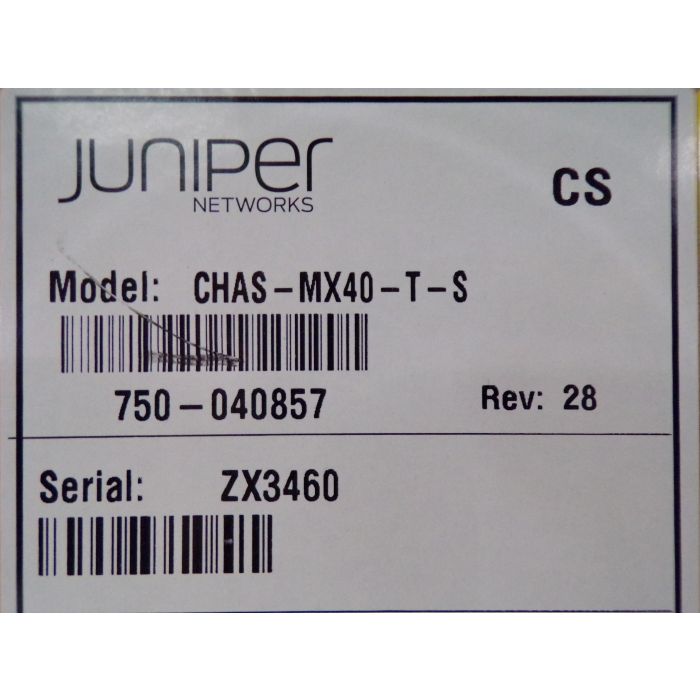 JUNIPer
NETWORKS
CS
Model: CHAS-MX40-T-S
750-040857
Rev: 28
Serial: ZX3460